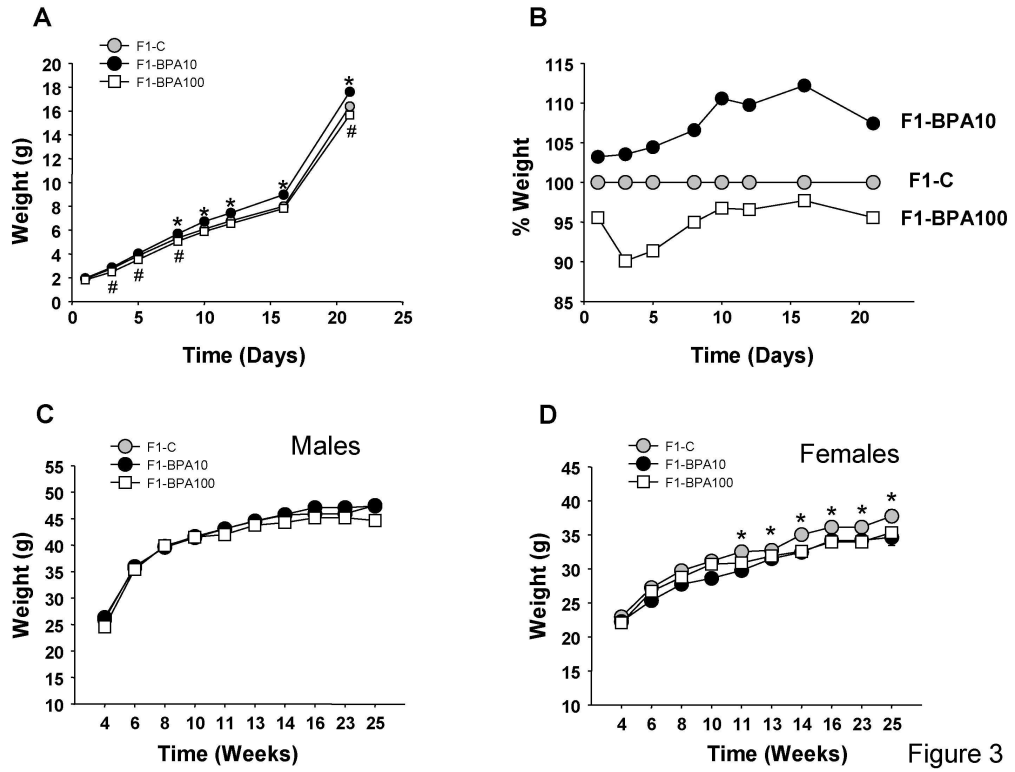 A
F1-C
F1-BPA10
F1-BPA100
Weight (g)
20
18
16
14
12
10
8
6
4
2
0
* * * * * *
# # # #
0 5 10 15 20 25
Time (Days)
B
% Weight
115
110
105
100
95
90
85
F1-BPA10
F1-C
F1-BPA100
0 5 10 15 20
Time (Days)
C
Males
F1-C
F1-BPA10
F1-BPA100
Weight (g)
55
50
45
40
35
30
25
20
15
10
4 6 8 10 11 13 14 16 23 25
Time (Weeks)
D
Females
F1-C
F1-BPA10
F1-BPA100
Weight (g)
45
40
35
30
25
20
15
10
* * * * * *
4 6 8 10 11 13 14 16 23 25
Time (Weeks)
Figure 3